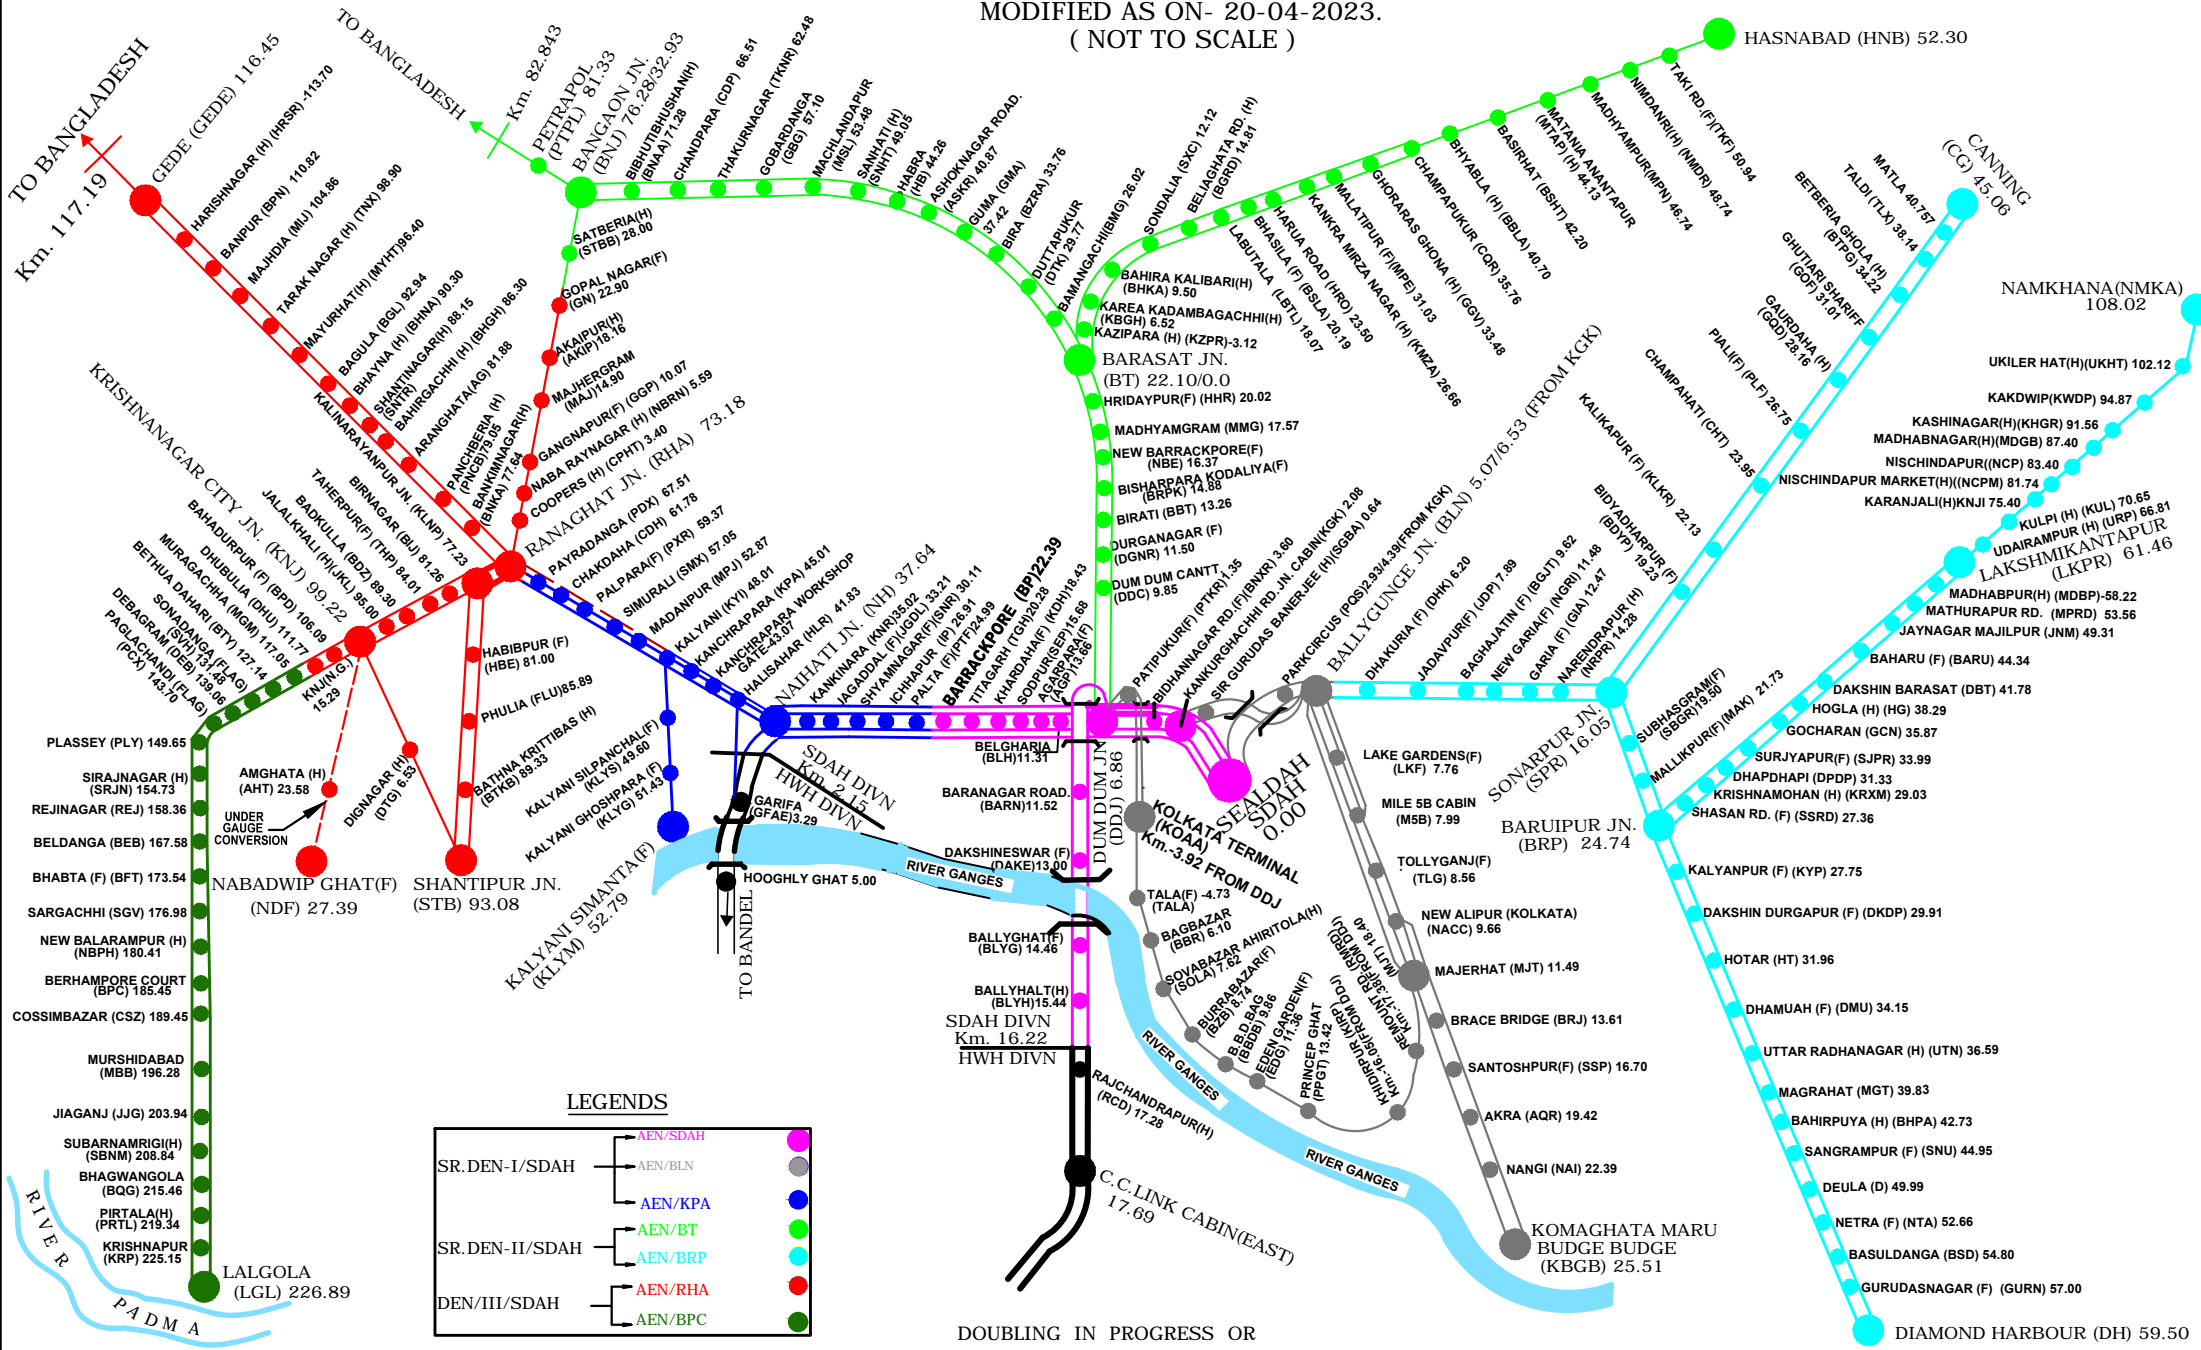 MODIFIED AS ON- 20-04-2023.
( NOT TO SCALE )
TO BANGLADESH
Km. 117.19
GEDE (GEDE) 116.45
HARISHNAGAR (H) (HRSR) -113.70
BANPUR (BPN) 110.82
MAJHDIA (MIJ) 104.86
TARAK NAGAR (H) (TNX) 98.90
MAYURHAT(H) (MYHT)96.40
BAGULA (BGL) 92.94
BHAYNA (H) (BHNA) 90.30
SHANTINAGAR(H) 88.15
(SNTR)
BAHIRGACHHI (H) (BHGH) 86.30
ARANGHATA(AG) 81.88
PANCHBERIA (H)
(PNCB)79.05
BANKIMNAGAR(H)
(BNKA) 77.64
KALINARAYANPUR JN. (KLNP) 77.23
TO BANGLADESH
Km. 82.843
PETRAPOL
(PTPL) 81.33
BANGAON JN.
(BNJ) 76.28/32.93
BIBHUTIBHUSHAN(H)
(BNAA)71.28
CHANDPARA (CDP) 66.51
THAKURNAGAR (TKNR) 62.48
GOBARDANGA
(GBG) 57.10
MACHLANDAPUR
(MSL) 53.48
SANHATI (H)
(SNHT) 49.05
HABRA
(HB) 44.26
ASHOKNAGAR ROAD.
(ASKR) 40.87
GUMA (GMA)
37.42
BIRA (BZRA) 33.76
DUTTAPUKUR
(DTK) 29.77
BAMANGACHI(BMG) 26.02
SATBERIA(H)
(STBB) 28.00
GOPAL NAGAR(F)
(GN) 22.90
AKAIPUR(H)
(AKIP)18.16
MAJHERGRAM
(MAJ)14.90
GANGNAPUR(F) (GGP) 10.07
NABA RAYNAGAR (H) (NBRN) 5.59
COOPERS (H) (CPHT) 3.40
RANAGHAT JN. (RHA) 73.18
SONDALIA (SXC) 12.12
BELIAGHATA RD. (H)
(BGRD) 14.81
LABUTALA (LBTL) 18.07
BHASILA (F) (BSLA) 20.19
HARUA ROAD (HRO) 23.50
KANKRA MIRZA NAGAR (H) (KMZA) 26.66
MALATIPUR (F)(MPE) 31.03
GHORARAS GHONA (H) (GGV) 33.48
CHAMPAPUKUR (CQR) 35.76
BHYABLA (H) (BBLA) 40.70
BASIRHAT (BSHT) 42.20
MATANIA ANANTAPUR
(MTAP) (H) 44.13
MADHYAMPUR(MPN) 46.74
NIMDANRI(H) (NMDR) 48.74
TAKI RD.(F)(TKF) 50.94
HASNABAD (HNB) 52.30
BAHIRA KALIBARI(H)
(BHKA) 9.50
KAREA KADAMBAGACHHI(H)
(KBGH) 6.52
KAZIPARA (H) (KZPR)-3.12
BARASAT JN.
(BT) 22.10/0.0
HRIDAYPUR(F) (HHR) 20.02
MADHYAMGRAM (MMG) 17.57
NEW BARRACKPORE(F)
(NBE) 16.37
BISHARPARA KODALIYA(F)
(BRPK) 14.88
BIRATI (BBT) 13.26
DURGANAGAR (F)
(DGNR) 11.50
DUM DUM CANTT.
(DDC) 9.85
CANNING
(CG) 45.06
MATLA 40.757
TALDI (TLX) 38.14
BETBERIA GHOLA (H)
(BTPG) 34.22
GHUTIARI SHARIFF
(GOF) 31.01
GAURDAHA (H)
(GQD) 28.16
PIALI(F) (PLF) 26.75
CHAMPAHATI (CHT) 23.95
KALIKAPUR (F) (KLKR) 22.13
BIDYADHARPUR (F)
(BDYP) 19.23
NAMKHANA(NMKA)
108.02
UKILER HAT(H)(UKHT) 102.12
KAKDWIP(KWDP) 94.87
KASHINAGAR(H)(KHGR) 91.56
MADHABNAGAR(H)(MDGB) 87.40
NISCHINDAPUR((NCP) 83.40
NISCHINDAPUR MARKET(H)((NCPM) 81.74
KARANJALI(H)KNJI 75.40
KULPI (H) (KUL) 70.65
UDAIRAMPUR (H) (URP) 66.81
LAKSHMIKANTAPUR
(LKPR) 61.46
MADHABPUR(H) (MDBP)-58.22
MATHURAPUR RD. (MPRD) 53.56
JAYNAGAR MAJILPUR (JNM) 49.31
BAHARU (F) (BARU) 44.34
DAKSHIN BARASAT (DBT) 41.78
HOGLA (H) (HG) 38.29
GOCHARAN (GCN) 35.87
SURJYAPUR(F) (SJPR) 33.99
DHAPDHAPI (DPDP) 31.33
KRISHNAMOHAN (H) (KRXM) 29.03
SHASAN RD. (F) (SSRD) 27.36
KRISHNANAGAR CITY JN. (KNJ) 99.22
BIRNAGAR (BIJ) 81.26
TAHERPUR(F) (THP) 84.01
BADKULLA (BDZ) 89.30
JALALKHALI(H)(JKL) 95.00
BAHADURPUR (F) (BPD) 106.09
DHUBULIA (DHU) 111.77
MURAGACHHA (MGM) 117.05
BETHUA DAHARI (BTY) 127.14
SONADANGA (FLAG)
(SVH) 131.48
DEBAGRAM (DEB) 139.06
PAGLACHANDI (FLAG)
(PCX) 143.70
KNJ(N.G.)
15.29
PLASSEY (PLY) 149.65
SIRAJNAGAR (H)
(SRJN) 154.73
REJINAGAR (REJ) 158.36
BELDANGA (BEB) 167.58
BHABTA (F) (BFT) 173.54
SARGACHHI (SGV) 176.98
NEW BALARAMPUR (H)
(NBPH) 180.41
BERHAMPORE COURT
(BPC) 185.45
COSSIMBAZAR (CSZ) 189.45
MURSHIDABAD
(MBB) 196.28
JIAGANJ (JJG) 203.94
SUBARNAMRIGI(H)
(SBNM) 208.84
BHAGWANGOLA
(BQG) 215.46
PIRTALA(H)
(PRTL) 219.34
KRISHNAPUR
(KRP) 225.15
LALGOLA
(LGL) 226.89
RIVER
PADMA
AMGHATA (H)
(AHT) 23.58
UNDER
GAUGE
CONVERSION
NABADWIP GHAT(F)
(NDF) 27.39
DIGNAGAR (H)
(DTG) 6.53
HABIBPUR (F)
(HBE) 81.00
PHULIA (FLU)85.89
BATHNA KRITTIBAS (H)
(BTKB) 89.33
SHANTIPUR JN.
(STB) 93.08
PAYRADANGA (PDX) 67.51
CHAKDAHA (CDH) 61.78
PALPARA(F) (PXR) 59.37
SIMURALI (SMX) 57.05
MADANPUR (MPJ) 52.87
KALYANI (KYI) 48.01
KANCHRAPARA (KPA) 45.01
KANCHRAPARA WORKSHOP
GATE-43.07
HALISAHAR (HLR) 41.83
NAIHATI JN. (NH) 37.64
KALYANI SILPANCHAL(F)
(KLYS) 49.60
KALYANI GHOSHPARA (F)
(KLYG) 51.43
KALYANI SIMANTA (F)
(KLYM) 52.79
KANKINARA (KNR)35.02
JAGADDAL (F)(JGDL) 33.21
SHYAMNAGAR(F)(SNR) 30.11
ICHHAPUR (IP) 26.91
PALTA (F)(PTF)24.99
BARRACKPORE (BP)22.39
TITAGARH (TGH)20.28
KHARDAHA(F) (KDH)18.43
SODPUR(SEP)15.68
AGARPARA(F)
(AGP)13.66
BELGHARIA
(BLH)11.31
SDAH DIVN
Km. 2.15
HWH DIVN
GARIFA
(GFAE)3.29
HOOGHLY GHAT 5.00
TO BANDEL
RIVER GANGES
DUM DUM JN.
(DDJ) 6.86
BARANAGAR ROAD.
(BARN)11.52
DAKSHINESWAR (F)
(DAKE)13.00
BALLYGHAT(F)
(BLYG) 14.46
BALLYHALT(H)
(BLYH)15.44
SDAH DIVN
Km. 16.22
HWH DIVN
RAJCHANDRAPUR(H)
(RCD) 17.28
C.C.LINK CABIN(EAST)
17.69
PATIPUKUR(F) (PTKR)1.35
BIDHANNAGAR RD.(F)(BNXR) 3.60
KANKURGHACHHI RD.JN. CABIN(KGK) 2.08
SIR GURUDAS BANERJEE (H)(SGBA) 0.64
PARKCIRCUS (PQS)2.93/4.39(FROM KGK)
BALLYGUNGE JN. (BLN) 5.07/6.53 (FROM KGK)
SEALDAH
SDAH
0.00
KOLKATA TERMINAL
(KOAA)
Km.-3.92 FROM DDJ
TALA(F) -4.73
(TALA)
BAGBAZAR
(BBR) 6.10
SOVABAZAR AHIRITOLA(H)
(SOLA) 7.62
BURRABAZAR(F)
(BZB) 8.74
B.B.D.BAG
(BBDB) 9.86
EDEN GARDEN(F)
(EDG) 11.36
PRINCEP GHAT
(PPGT) 13.42
KHIDIRPUR (KIRP)
Km.-16.05(FROM DDJ)
REMOUNT RD. (RMRD)
Km.-17.38(FROM DDJ)
(MJT) 18.40
RIVER GANGES
RIVER GANGES
DHAKURIA (F) (DHK) 6.20
JADAVPUR(F) (JDP) 7.89
BAGHAJATIN (F) (BGJT) 9.62
NEW GARIA(F) (NGRI) 11.48
GARIA (F) (GIA) 12.47
NARENDRAPUR (H)
(NRPR) 14.28
SONARPUR JN.
(SPR) 16.05
SUBHASGRAM(F)
(SBGR)19.50
MALLIKPUR(F)(MAK) 21.73
BARUIPUR JN.
(BRP) 24.74
LAKE GARDENS(F)
(LKF) 7.76
MILE 5B CABIN
(M5B) 7.99
TOLLYGANJ(F)
(TLG) 8.56
NEW ALIPUR (KOLKATA)
(NACC) 9.66
MAJERHAT (MJT) 11.49
BRACE BRIDGE (BRJ) 13.61
SANTOSHPUR(F) (SSP) 16.70
AKRA (AQR) 19.42
NANGI (NAI) 22.39
KOMAGHATA MARU
BUDGE BUDGE
(KBGB) 25.51
KALYANPUR (F) (KYP) 27.75
DAKSHIN DURGAPUR (F) (DKDP) 29.91
HOTAR (HT) 31.96
DHAMUAH (F) (DMU) 34.15
UTTAR RADHANAGAR (H) (UTN) 36.59
MAGRAHAT (MGT) 39.83
BAHIRPUYA (H) (BHPA) 42.73
SANGRAMPUR (F) (SNU) 44.95
DEULA (D) 49.99
NETRA (F) (NTA) 52.66
BASULDANGA (BSD) 54.80
GURUDASNAGAR (F) (GURN) 57.00
DIAMOND HARBOUR (DH) 59.50
LEGENDS
SR.DEN-I/SDAH
AEN/SDAH
AEN/BLN
AEN/KPA
SR.DEN-II/SDAH
AEN/BT
AEN/BRP
DEN/III/SDAH
AEN/RHA
AEN/BPC
DOUBLING IN PROGRESS OR